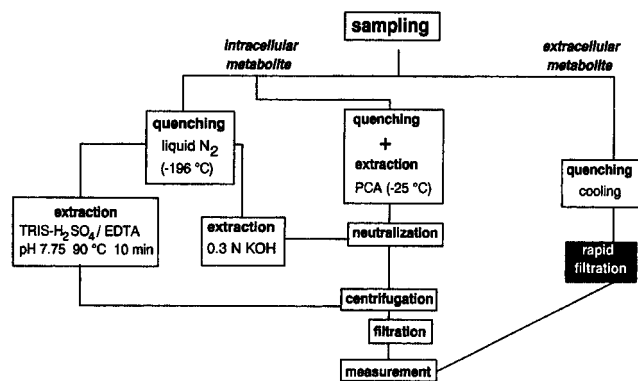 sampling
intracellular
metabolite
extracellular
metabolite
quenching
liquid N₂
(-196 °C)
quenching
+
extraction
PCA (-25 °C)
quenching
cooling
extraction
TRIS-H₂SO₄/ EDTA
pH 7.75 90 °C 10 min
extraction
0.3 N KOH
neutralization
rapid
filtration
centrifugation
filtration
measurement